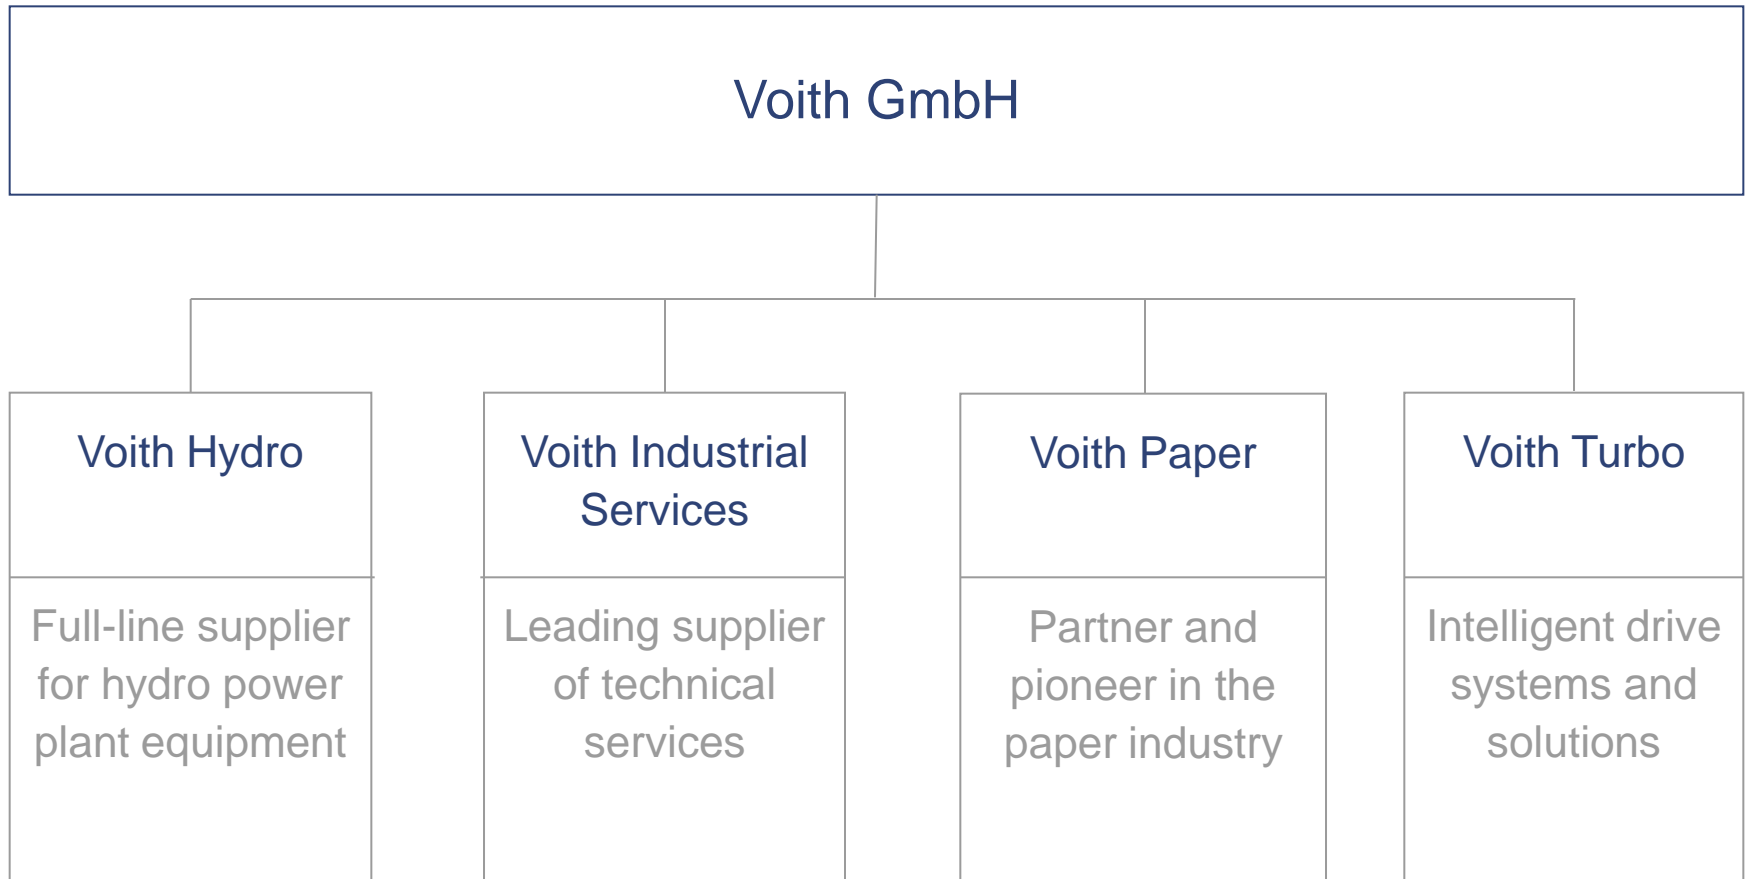 Voith GmbH
Voith Hydro
Full-line supplier
for hydro power
plant equipment
Voith Industrial
Services
Leading supplier
of technical
services
Voith Paper
Partner and
pioneer in the
paper industry
Voith Turbo
Intelligent drive
systems and
solutions